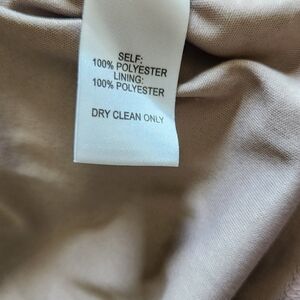 SELF:
100% POLYESTER
LINING:
100% POLYESTER
DRY CLEAN ONLY